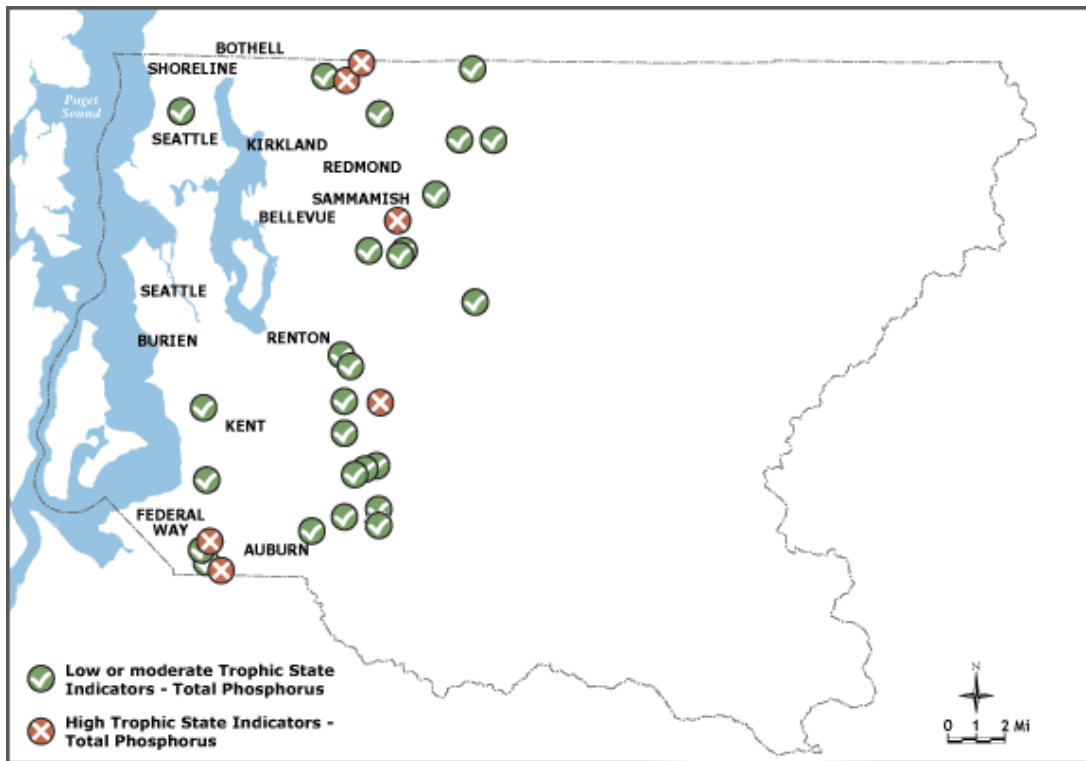 BOTHELL
SHORELINE
Puget
Sound
SEATTLE
KIRKLAND
REDMOND
SAMMAMISH
BELLEVUE
SEATTLE
BURIEN
RENTON
KENT
FEDERAL
WAY
AUBURN
Low or moderate Trophic State
Indicators - Total Phosphorus
High Trophic State Indicators -
Total Phosphorus
N
0 1 2 Mi